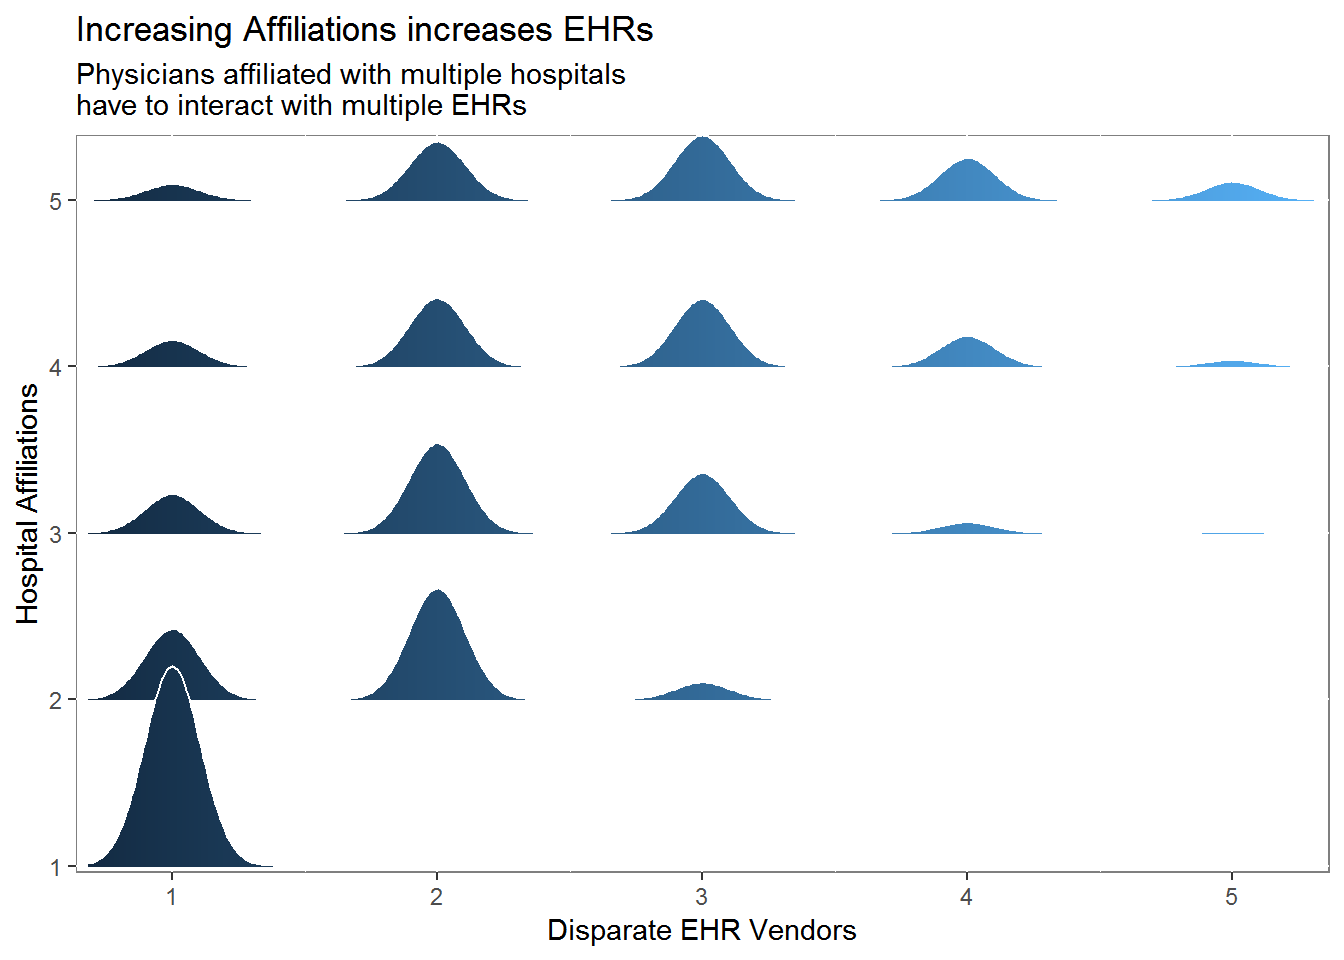 Increasing Affiliations increases EHRs
Physicians affiliated with multiple hospitals
have to interact with multiple EHRs
Hospital Affiliations
5
4
3
2
1
1 2 3 4 5
Disparate EHR Vendors